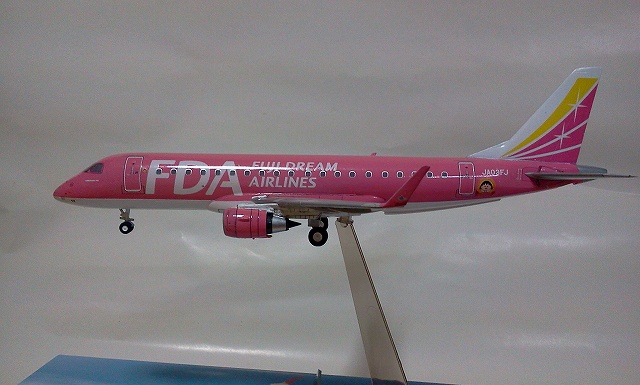 FDA
FUJI DREAM
AIRLINES
JA03FJ